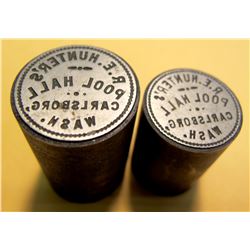 R.E. HUNTER'S
POOL HALL
CARLSBORG,
WASH.
R.E. HUNTER'S
POOL HALL
CARLSBORG,
WASH.